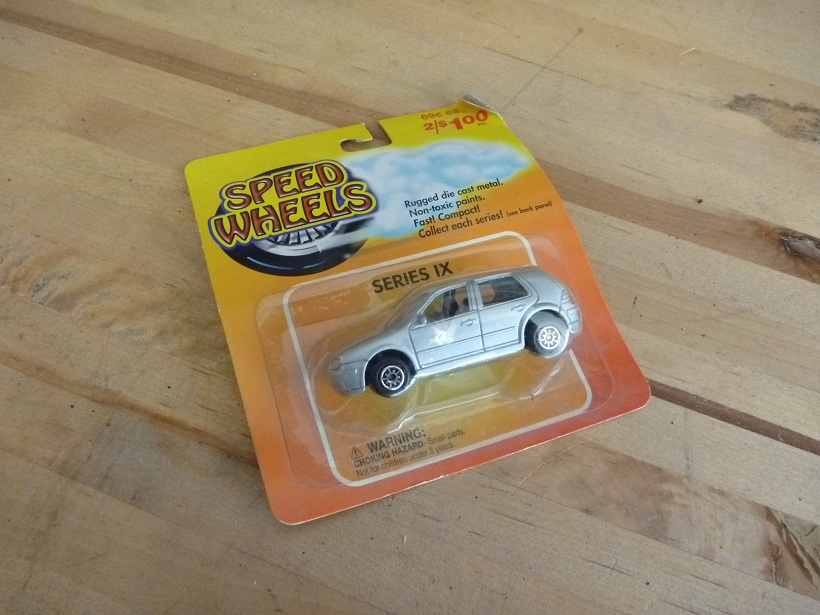 69¢ ea.
2/$1.00
SPEED
WHEELS
Rugged die cast metal.
Non-toxic paints.
Fast! Compact!
Collect each series! (see back panel)
SERIES IX
WARNING:
CHOKING HAZARD-Small parts.
Not for children under 3 years.